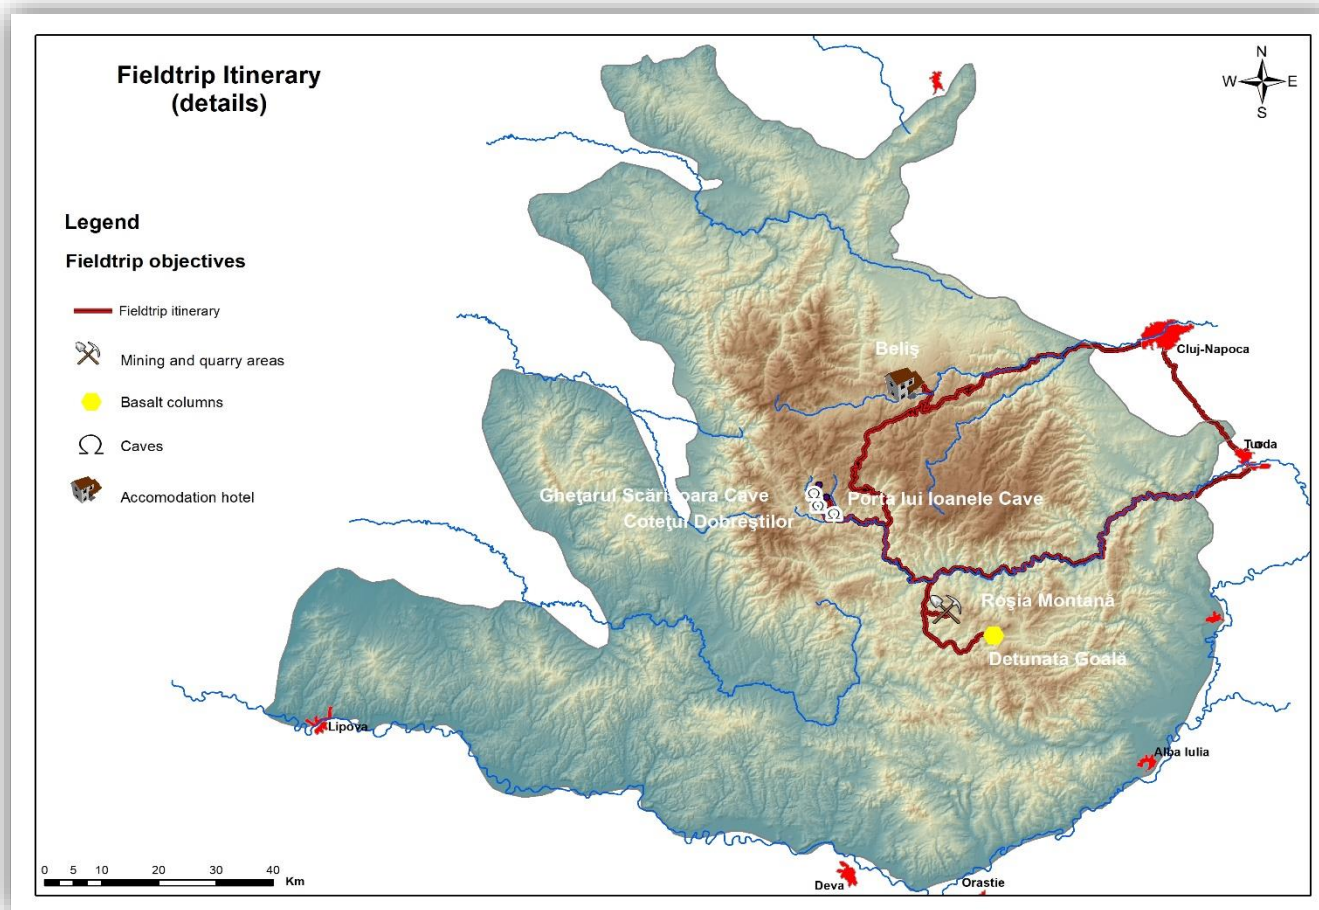 Fieldtrip Itinerary
(details)
N
W E
S
Legend
Fieldtrip objectives
Fieldtrip itinerary
Mining and quarry areas
Basalt columns
Caves
Accomodation hotel
Beliş
Cluj-Napoca
Turda
Gheţarul Scărişoara Cave
Porta lui Ioanele Cave
Coteţul Dobreştilor
Roşia Montană
Detunata Goală
Lipova
Alba Iulia
Deva
Orastie
0 5 10 20 30 40
Km